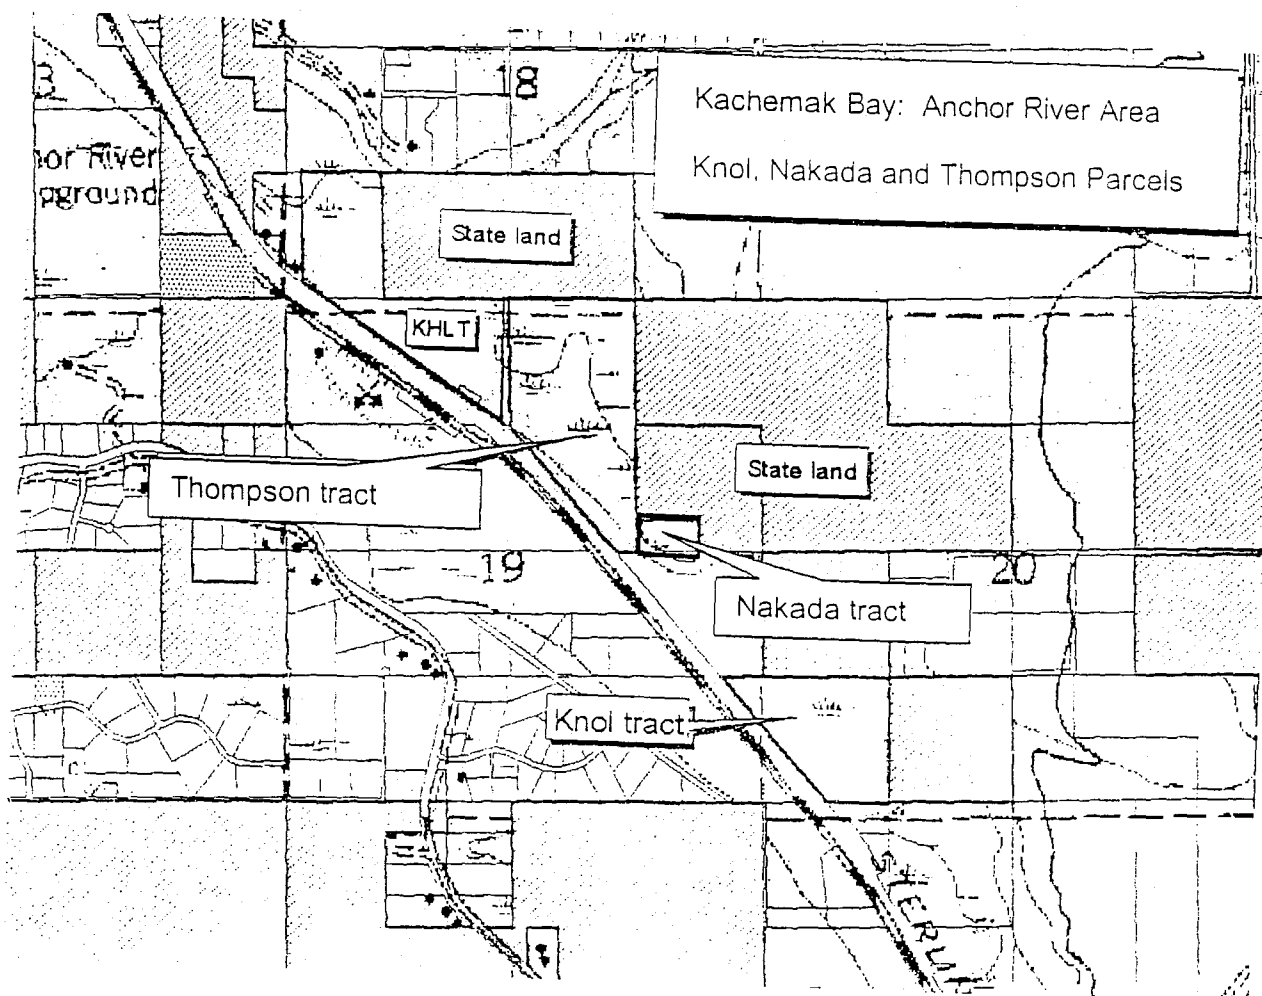 18
Kachemak Bay: Anchor River Area
Knol, Nakada and Thompson Parcels
River
State land
KHLT
State land
Thompson tract
19
20
Nakada tract
Knol tract